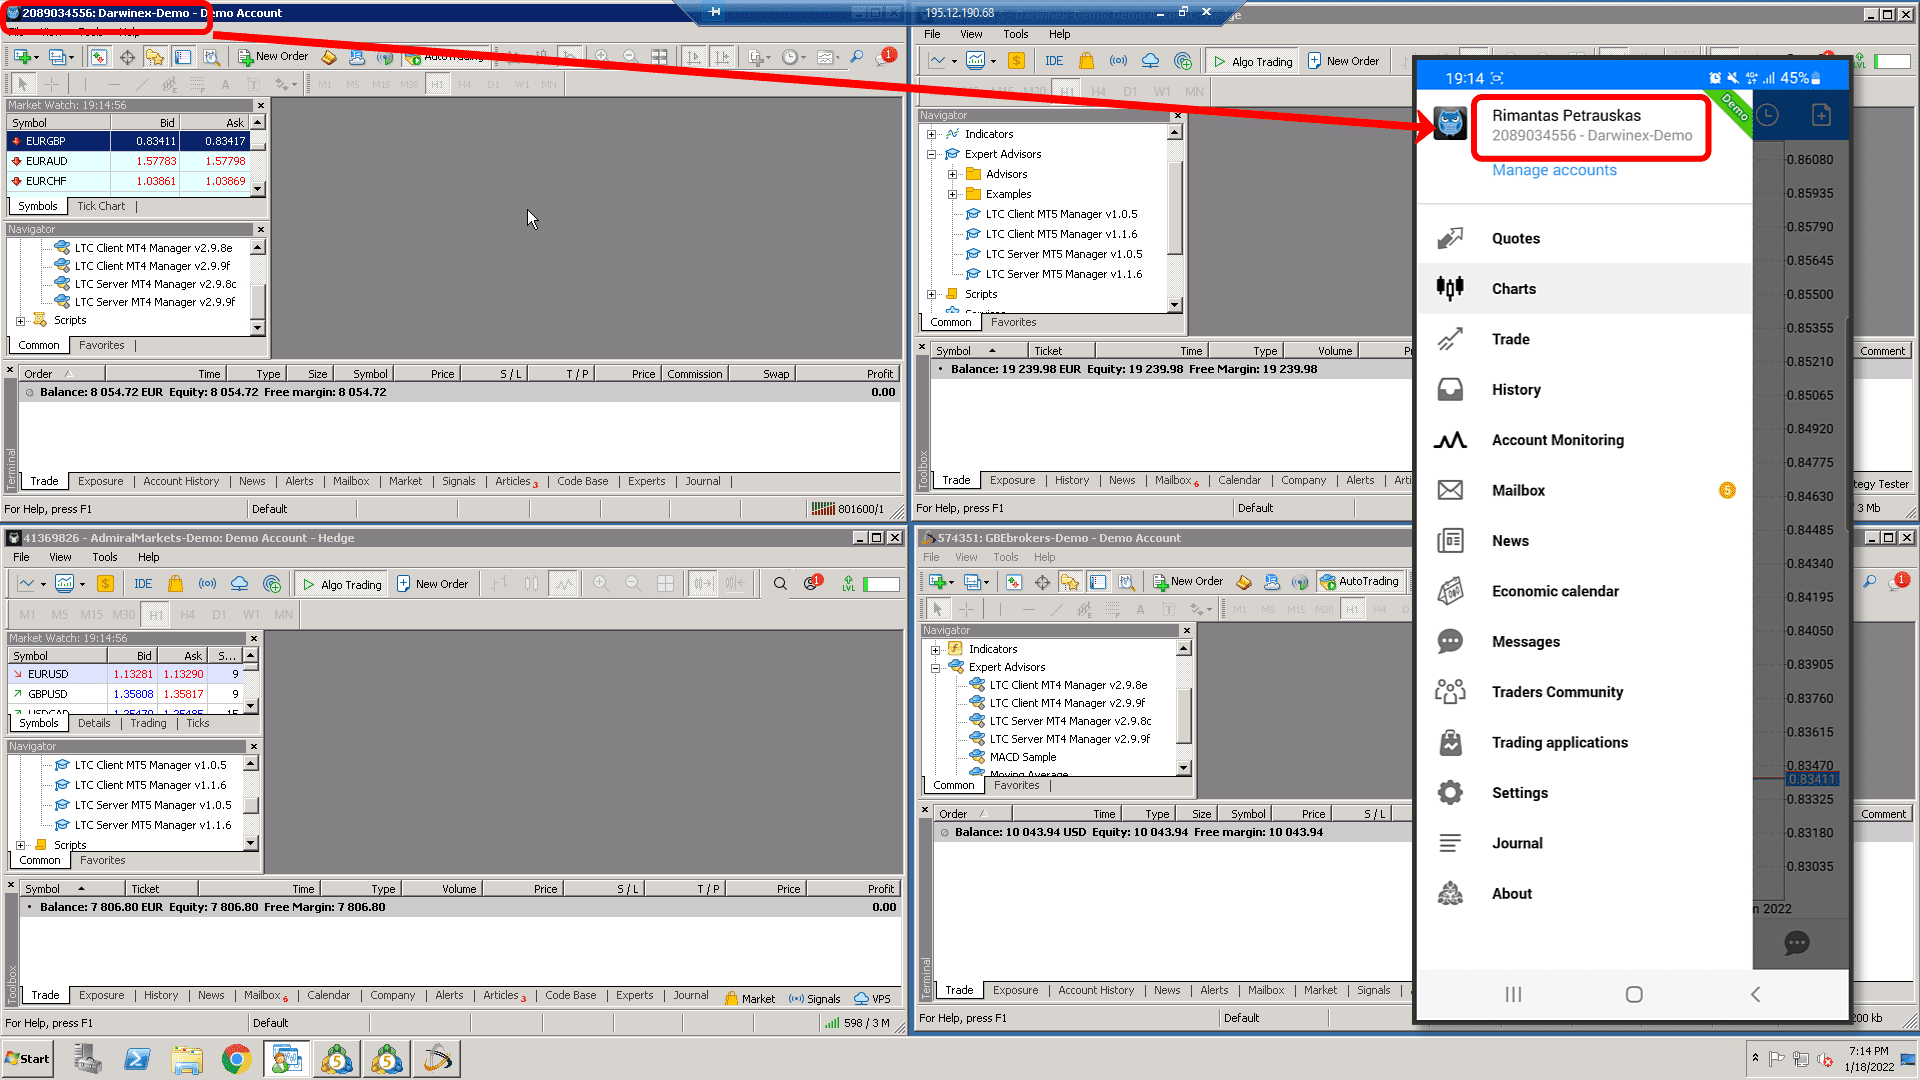 2089034556: Darwinex-Demo - Demo Account
New Order
AutoTrading
M1 M5 M15 M30 H1 H4 D1 W1 MN
Market Watch: 19:14:56
Symbol Bid Ask
EURGBP 0.83411 0.83417
EURAUD 1.57783 1.57798
EURCHF 1.03861 1.03869
Symbols Tick Chart
Navigator
LTC Client MT4 Manager v2.9.8e
LTC Client MT4 Manager v2.9.9f
LTC Server MT4 Manager v2.9.8c
LTC Server MT4 Manager v2.9.9f
Scripts
Common Favorites
Order Time Type Size Symbol Price S / L T / P Price Commission Swap Profit
Balance: 8 054.72 EUR Equity: 8 054.72 Free margin: 8 054.72 0.00
Terminal
Trade Exposure Account History News Alerts Mailbox Market Signals Articles 3 Code Base Experts Journal
For Help, press F1 Default 801600/1
195.12.190.68
File View Tools Help
IDE Algo Trading New Order
H1 H4 D1 W1 MN
Navigator
Indicators
Expert Advisors
Advisors
Examples
LTC Client MT5 Manager v1.0.5
LTC Client MT5 Manager v1.1.6
LTC Server MT5 Manager v1.0.5
LTC Server MT5 Manager v1.1.6
Scripts
Common Favorites
Symbol Ticket Time Type Volume Comment
Balance: 19 239.98 EUR Equity: 19 239.98 Free Margin: 19 239.98
Toolbox
Trade Exposure History News Mailbox 6 Calendar Company Alerts
For Help, press F1 Default
41369826 - AdmiralMarkets-Demo: Demo Account - Hedge
File View Tools Help
IDE Algo Trading New Order
M1 M5 M15 M30 H1 H4 D1 W1 MN
Market Watch: 19:14:56
Symbol Bid Ask S...
EURUSD 1.13281 1.13290 9
GBPUSD 1.35808 1.35817 9
Symbols Details Trading Ticks
Navigator
LTC Client MT5 Manager v1.0.5
LTC Client MT5 Manager v1.1.6
LTC Server MT5 Manager v1.0.5
LTC Server MT5 Manager v1.1.6
Scripts
Common Favorites
Symbol Ticket Time Type Volume Price S / L T / P Price Profit
Balance: 7 806.80 EUR Equity: 7 806.80 Free Margin: 7 806.80 0.00
Toolbox
Trade Exposure History News Mailbox 6 Calendar Company Alerts Articles 3 Code Base Experts Journal Market Signals VPS
For Help, press F1 Default 598 / 3 M
574351: GBEbrokers-Demo - Demo Account
File View Tools Help
New Order AutoTrading
M1 M5 M15 M30 H1 H4
Navigator
Indicators
Expert Advisors
LTC Client MT4 Manager v2.9.8e
LTC Client MT4 Manager v2.9.9f
LTC Server MT4 Manager v2.9.8c
LTC Server MT4 Manager v2.9.9f
MACD Sample
Moving Average
Common Favorites
Order Time Type Size Symbol Price S / L Comment
Balance: 10 043.94 USD Equity: 10 043.94 Free margin: 10 043.94
Terminal
Trade Exposure Account History News Alerts Mailbox Market Signals
For Help, press F1 Default 200 kb
19:14 45%
Rimantas Petrauskas
2089034556 - Darwinex-Demo
Demo
Manage accounts
Quotes
Charts
Trade
History
Account Monitoring
Mailbox 5
News
Economic calendar
Messages
Traders Community
Trading applications
Settings
Journal
About
0.86080
0.85935
0.85790
0.85645
0.85500
0.85355
0.85210
0.85065
0.84920
0.84775
0.84630
0.84485
0.84340
0.84195
0.84050
0.83905
0.83760
0.83615
0.83470
0.83411
0.83325
0.83180
0.83035
n 2022
Start
7:14 PM
1/18/2022